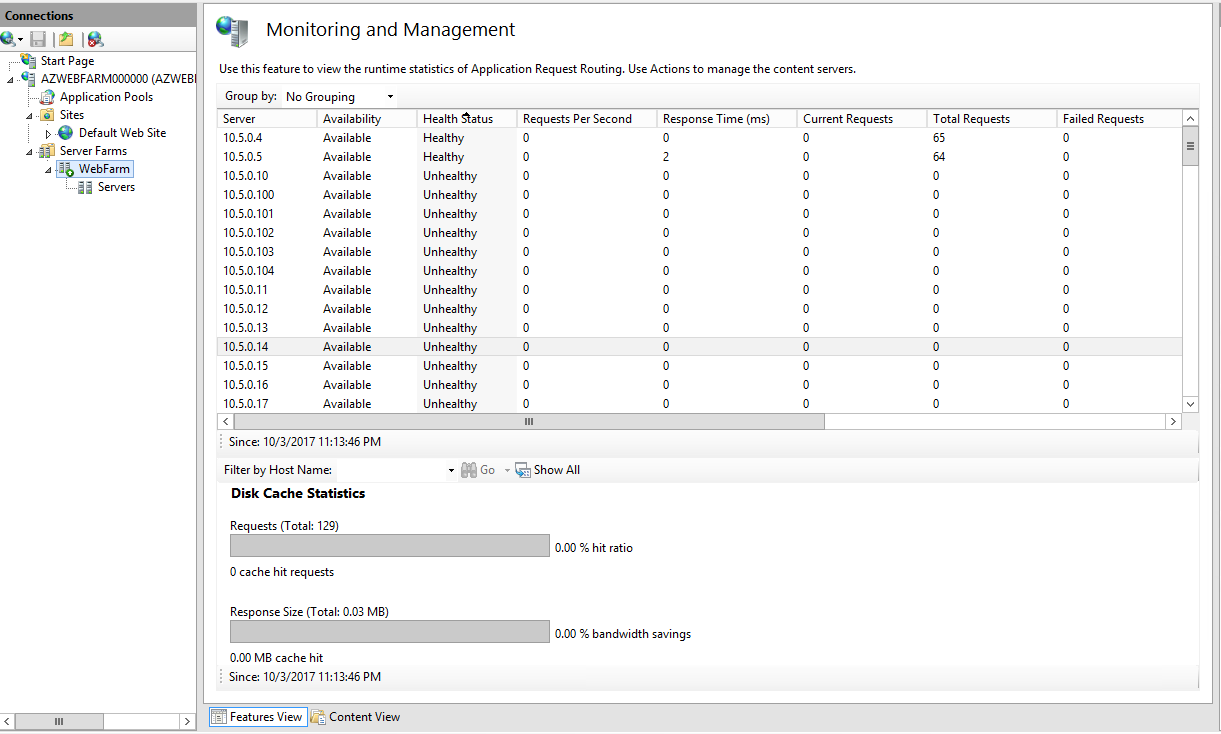 Connections
Start Page
AZWEBFARM000000 (AZWEBI
Application Pools
Sites
Default Web Site
Server Farms
WebFarm
Servers
Monitoring and Management
Use this feature to view the runtime statistics of Application Request Routing. Use Actions to manage the content servers.
Group by: No Grouping
Server Availability Health Status Requests Per Second Response Time (ms) Current Requests Total Requests Failed Requests
10.5.0.4 Available Healthy 0 0 0 65 0
10.5.0.5 Available Healthy 0 2 0 64 0
10.5.0.10 Available Unhealthy 0 0 0 0 0
10.5.0.100 Available Unhealthy 0 0 0 0 0
10.5.0.101 Available Unhealthy 0 0 0 0 0
10.5.0.102 Available Unhealthy 0 0 0 0 0
10.5.0.103 Available Unhealthy 0 0 0 0 0
10.5.0.104 Available Unhealthy 0 0 0 0 0
10.5.0.11 Available Unhealthy 0 0 0 0 0
10.5.0.12 Available Unhealthy 0 0 0 0 0
10.5.0.13 Available Unhealthy 0 0 0 0 0
10.5.0.14 Available Unhealthy 0 0 0 0 0
10.5.0.15 Available Unhealthy 0 0 0 0 0
10.5.0.16 Available Unhealthy 0 0 0 0 0
10.5.0.17 Available Unhealthy 0 0 0 0 0
Since: 10/3/2017 11:13:46 PM
Filter by Host Name: Go Show All
Disk Cache Statistics
Requests (Total: 129)
0.00 % hit ratio
0 cache hit requests
Response Size (Total: 0.03 MB)
0.00 % bandwidth savings
0.00 MB cache hit
Since: 10/3/2017 11:13:46 PM
Features View Content View